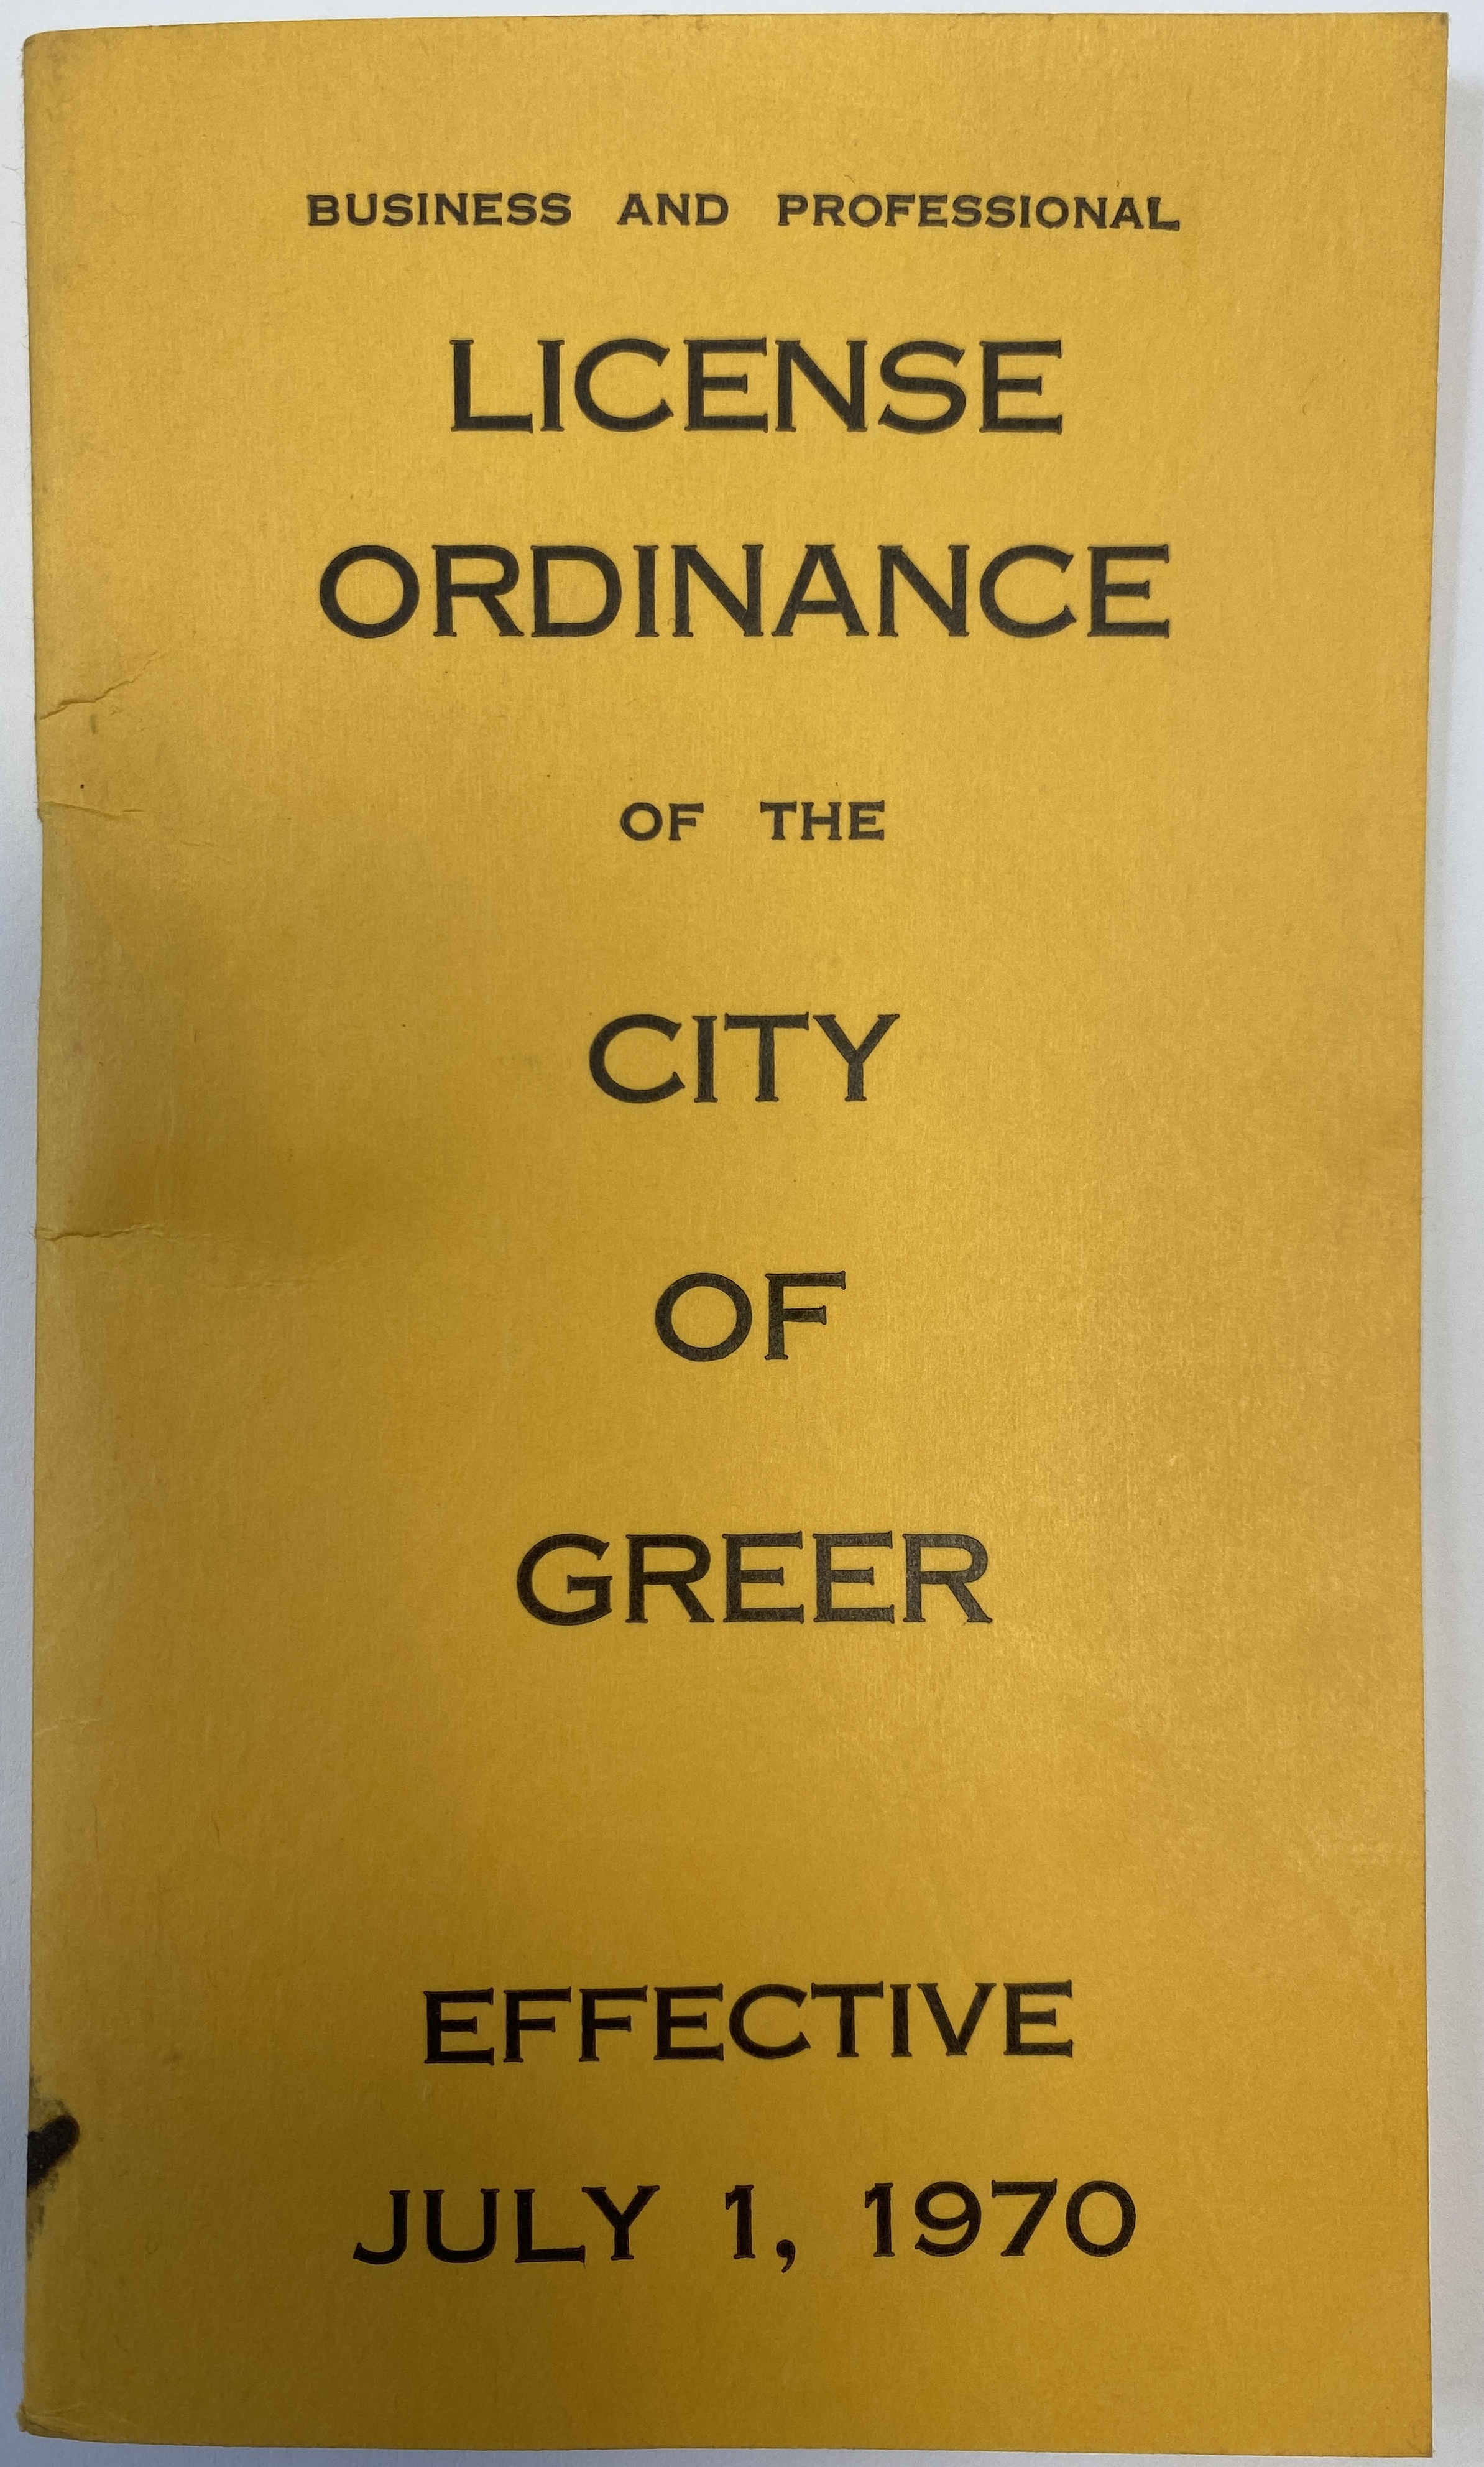 BUSINESS AND PROFESSIONAL
LICENSE
ORDINANCE
OF THE
CITY
OF
GREER
EFFECTIVE
JULY 1, 1970